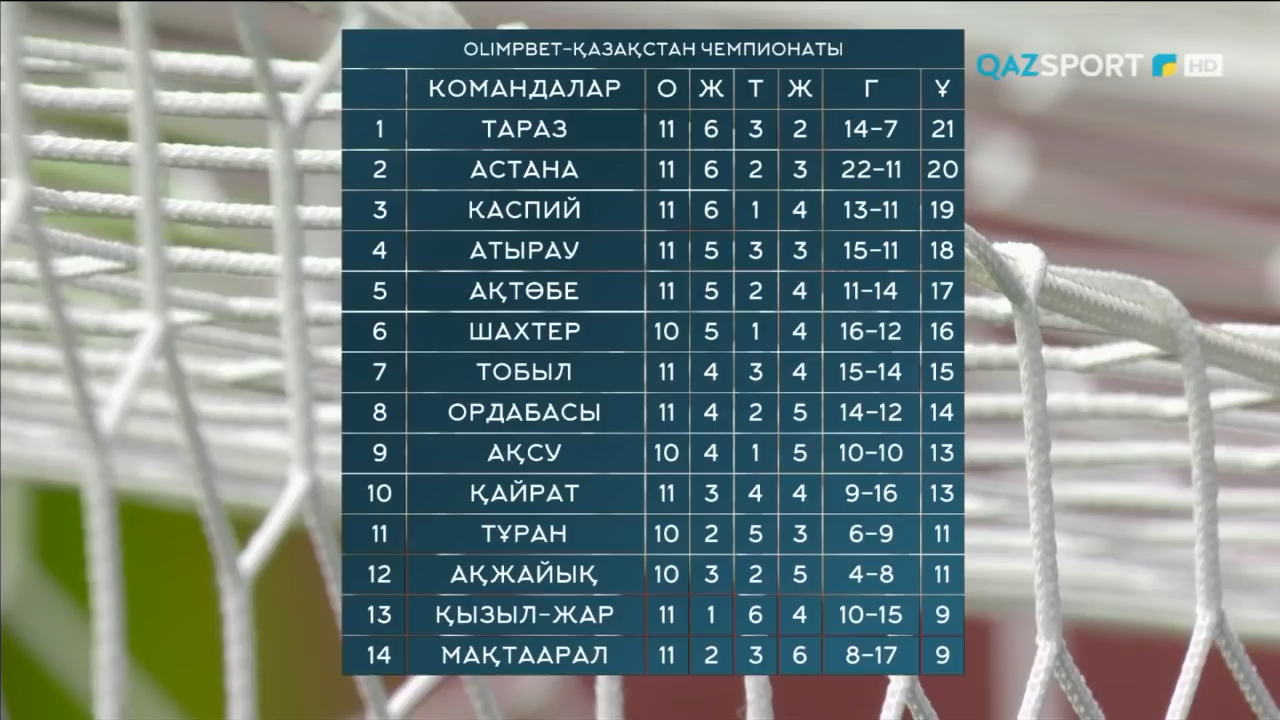 OLIMPBET-ҚАЗАҚСТАН ЧЕМПИОНАТЫ
QAZSPORT HD
КОМАНДАЛАР О Ж Т Ж Г Ұ
1 ТАРАЗ 11 6 3 2 14-7 21
2 АСТАНА 11 6 2 3 22-11 20
3 КАСПИЙ 11 6 1 4 13-11 19
4 АТЫРАУ 11 5 3 3 15-11 18
5 АҚТӨБЕ 11 5 2 4 11-14 17
6 ШАХТЕР 10 5 1 4 16-12 16
7 ТОБЫЛ 11 4 3 4 15-14 15
8 ОРДАБАСЫ 11 4 2 5 14-12 14
9 АҚСУ 10 4 1 5 10-10 13
10 ҚАЙРАТ 11 3 4 4 9-16 13
11 ТҰРАН 10 2 5 3 6-9 11
12 АҚЖАЙЫҚ 10 3 2 5 4-8 11
13 ҚЫЗЫЛ-ЖАР 11 1 6 4 10-15 9
14 МАҚТААРАЛ 11 2 3 6 8-17 9